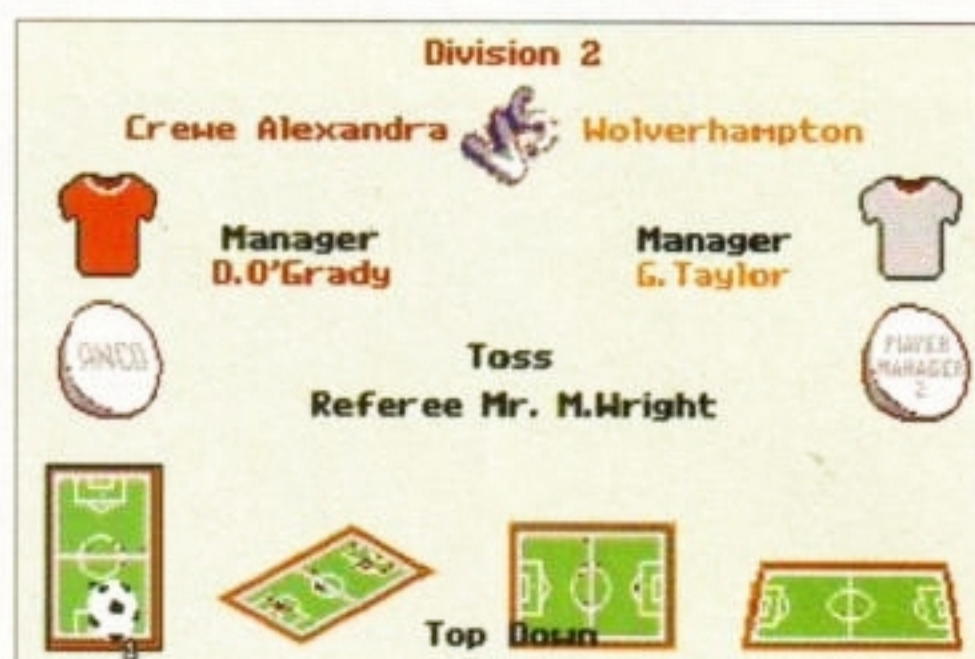 Division 2
Crewe Alexandra VS Wolverhampton
Manager
D.O'Grady
Manager
G.Taylor
ANCO
PLAYER
MANAGER
2
Toss
Referee Mr. M.Wright
Top Down